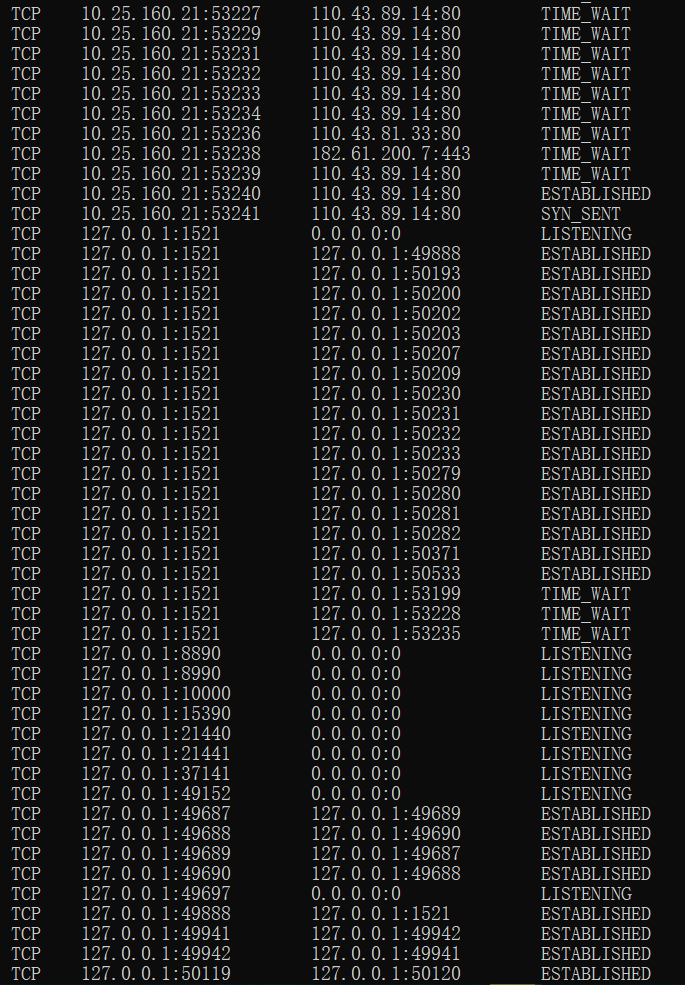 TCP 10.25.160.21:53227 110.43.89.14:80 TIME_WAIT
TCP 10.25.160.21:53229 110.43.89.14:80 TIME_WAIT
TCP 10.25.160.21:53231 110.43.89.14:80 TIME_WAIT
TCP 10.25.160.21:53232 110.43.89.14:80 TIME_WAIT
TCP 10.25.160.21:53233 110.43.89.14:80 TIME_WAIT
TCP 10.25.160.21:53234 110.43.89.14:80 TIME_WAIT
TCP 10.25.160.21:53236 110.43.81.33:80 TIME_WAIT
TCP 10.25.160.21:53238 182.61.200.7:443 TIME_WAIT
TCP 10.25.160.21:53239 110.43.89.14:80 TIME_WAIT
TCP 10.25.160.21:53240 110.43.89.14:80 ESTABLISHED
TCP 10.25.160.21:53241 110.43.89.14:80 SYN_SENT
TCP 127.0.0.1:1521 0.0.0.0:0 LISTENING
TCP 127.0.0.1:1521 127.0.0.1:49888 ESTABLISHED
TCP 127.0.0.1:1521 127.0.0.1:50193 ESTABLISHED
TCP 127.0.0.1:1521 127.0.0.1:50200 ESTABLISHED
TCP 127.0.0.1:1521 127.0.0.1:50202 ESTABLISHED
TCP 127.0.0.1:1521 127.0.0.1:50203 ESTABLISHED
TCP 127.0.0.1:1521 127.0.0.1:50207 ESTABLISHED
TCP 127.0.0.1:1521 127.0.0.1:50209 ESTABLISHED
TCP 127.0.0.1:1521 127.0.0.1:50230 ESTABLISHED
TCP 127.0.0.1:1521 127.0.0.1:50231 ESTABLISHED
TCP 127.0.0.1:1521 127.0.0.1:50232 ESTABLISHED
TCP 127.0.0.1:1521 127.0.0.1:50233 ESTABLISHED
TCP 127.0.0.1:1521 127.0.0.1:50279 ESTABLISHED
TCP 127.0.0.1:1521 127.0.0.1:50280 ESTABLISHED
TCP 127.0.0.1:1521 127.0.0.1:50281 ESTABLISHED
TCP 127.0.0.1:1521 127.0.0.1:50282 ESTABLISHED
TCP 127.0.0.1:1521 127.0.0.1:50371 ESTABLISHED
TCP 127.0.0.1:1521 127.0.0.1:50533 ESTABLISHED
TCP 127.0.0.1:1521 127.0.0.1:53199 TIME_WAIT
TCP 127.0.0.1:1521 127.0.0.1:53228 TIME_WAIT
TCP 127.0.0.1:1521 127.0.0.1:53235 TIME_WAIT
TCP 127.0.0.1:8890 0.0.0.0:0 LISTENING
TCP 127.0.0.1:8990 0.0.0.0:0 LISTENING
TCP 127.0.0.1:10000 0.0.0.0:0 LISTENING
TCP 127.0.0.1:15390 0.0.0.0:0 LISTENING
TCP 127.0.0.1:21440 0.0.0.0:0 LISTENING
TCP 127.0.0.1:21441 0.0.0.0:0 LISTENING
TCP 127.0.0.1:37141 0.0.0.0:0 LISTENING
TCP 127.0.0.1:49152 0.0.0.0:0 LISTENING
TCP 127.0.0.1:49687 127.0.0.1:49689 ESTABLISHED
TCP 127.0.0.1:49688 127.0.0.1:49690 ESTABLISHED
TCP 127.0.0.1:49689 127.0.0.1:49687 ESTABLISHED
TCP 127.0.0.1:49690 127.0.0.1:49688 ESTABLISHED
TCP 127.0.0.1:49697 0.0.0.0:0 LISTENING
TCP 127.0.0.1:49888 127.0.0.1:1521 ESTABLISHED
TCP 127.0.0.1:49941 127.0.0.1:49942 ESTABLISHED
TCP 127.0.0.1:49942 127.0.0.1:49941 ESTABLISHED
TCP 127.0.0.1:50119 127.0.0.1:50120 ESTABLISHED